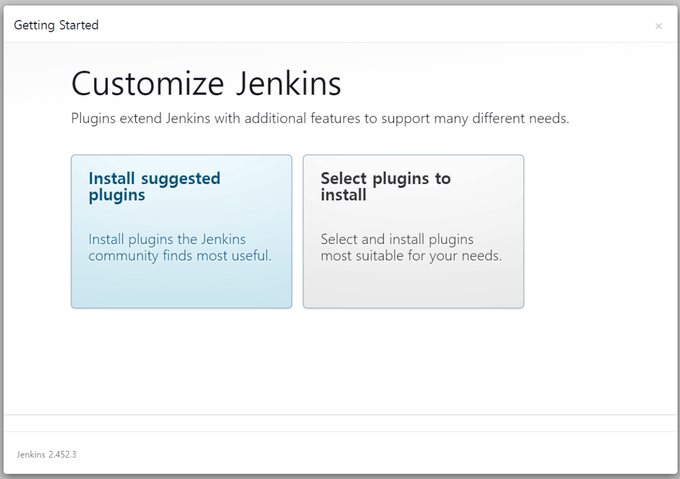 Getting Started
×
Customize Jenkins
Plugins extend Jenkins with additional features to support many different needs.
Install suggested
plugins
Install plugins the Jenkins
community finds most useful.
Select plugins to
install
Select and install plugins
most suitable for your needs.
Jenkins 2.452.3